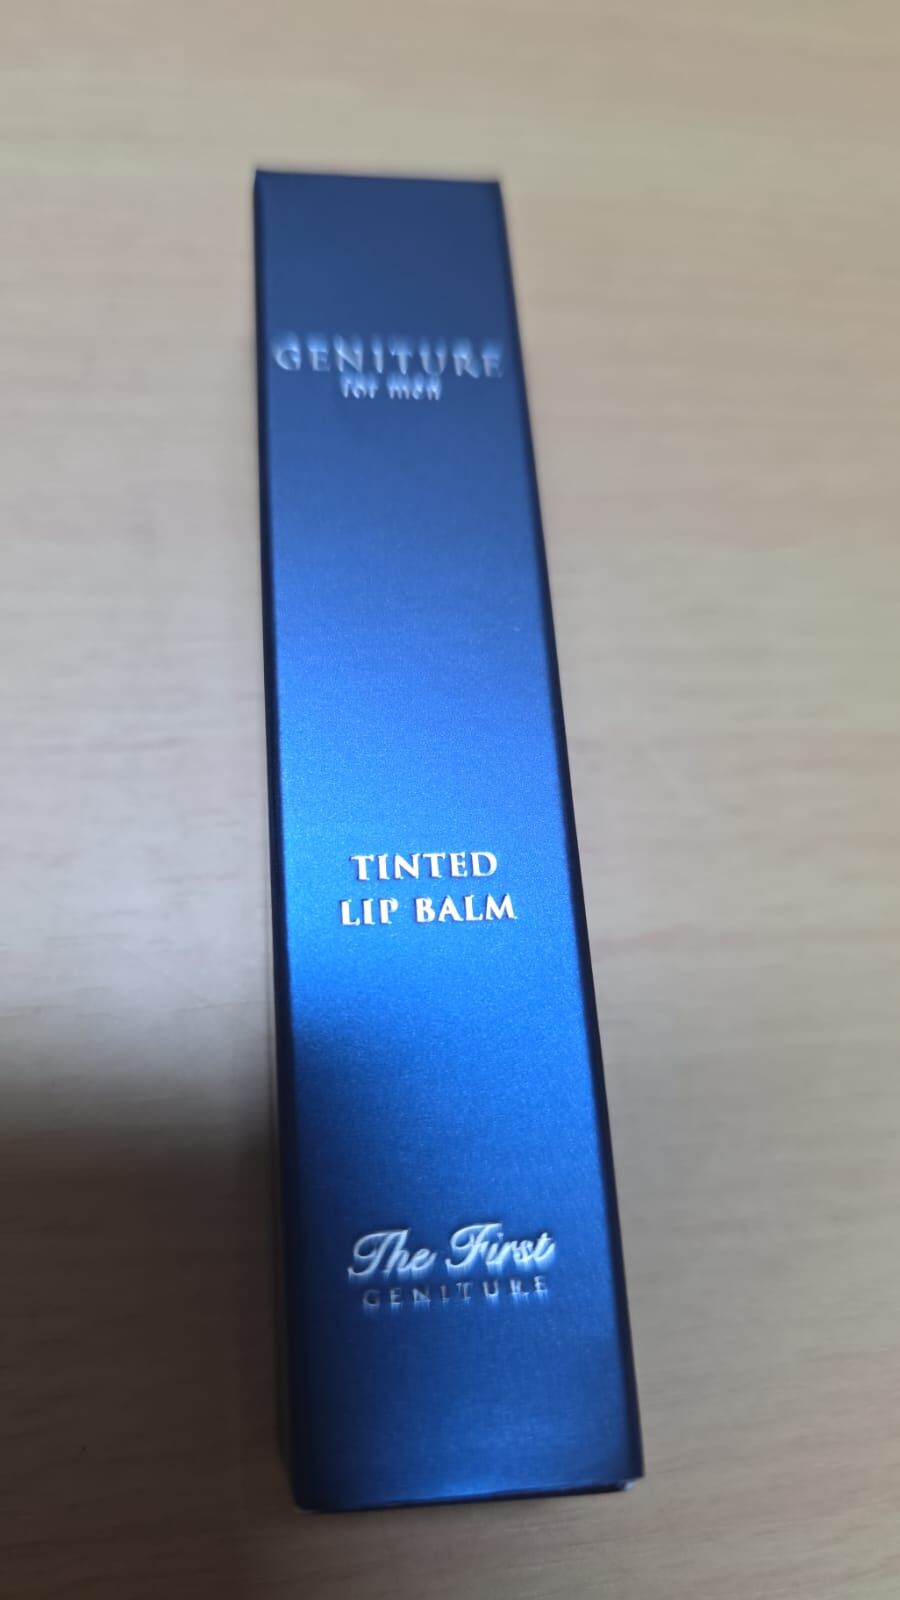 GENITURE
for men
TINTED
LIP BALM
The First
GENITURE